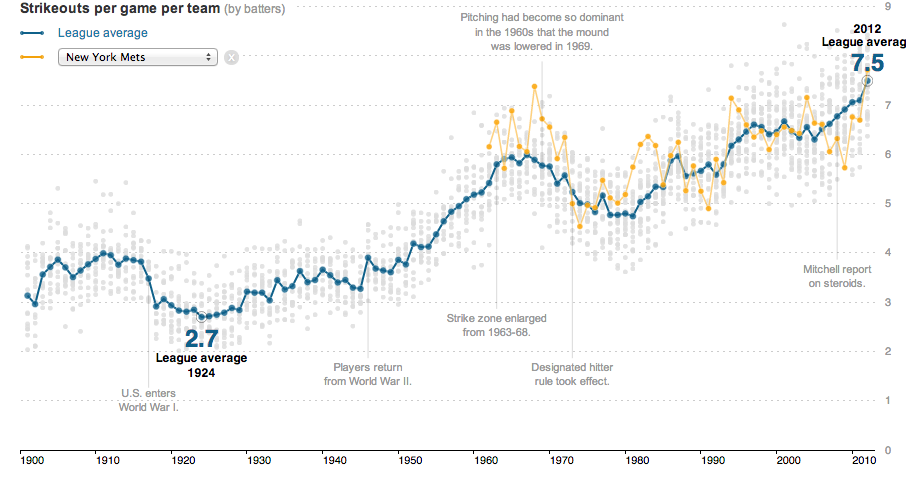 Strikeouts per game per team (by batters)
League average
New York Mets
x
Pitching had become so dominant
in the 1960s that the mound
was lowered in 1969.
2012
League averag
7.5
9
7
6
5
4
3
2
1
0
Mitchell report
on steroids.
Strike zone enlarged
from 1963-68.
2.7
League average
1924
Players return
from World War II.
Designated hitter
rule took effect.
U.S. enters
World War I.
1900 1910 1920 1930 1940 1950 1960 1970 1980 1990 2000 2010